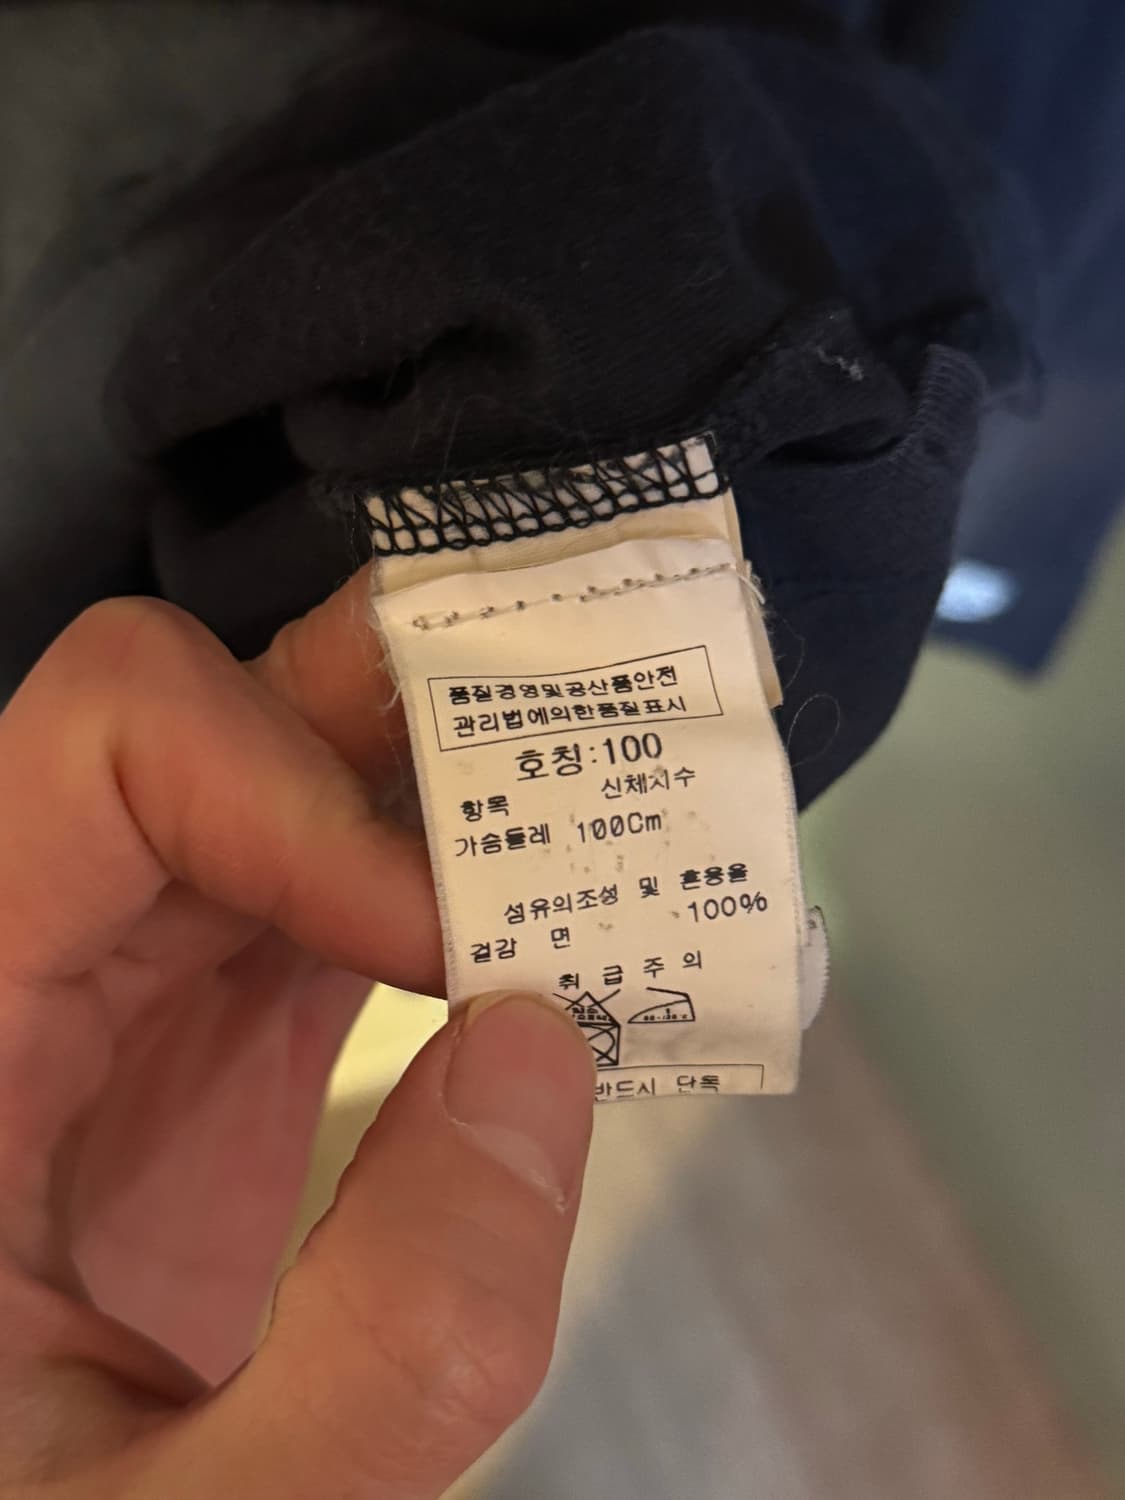 품질경영및공산품안전
관리법에의한품질표시
호칭:100
항목 신체치수
가슴둘레 100Cm
섬유의조성 및 혼용율
겉감 면 100%
취급주의
반드시 단독